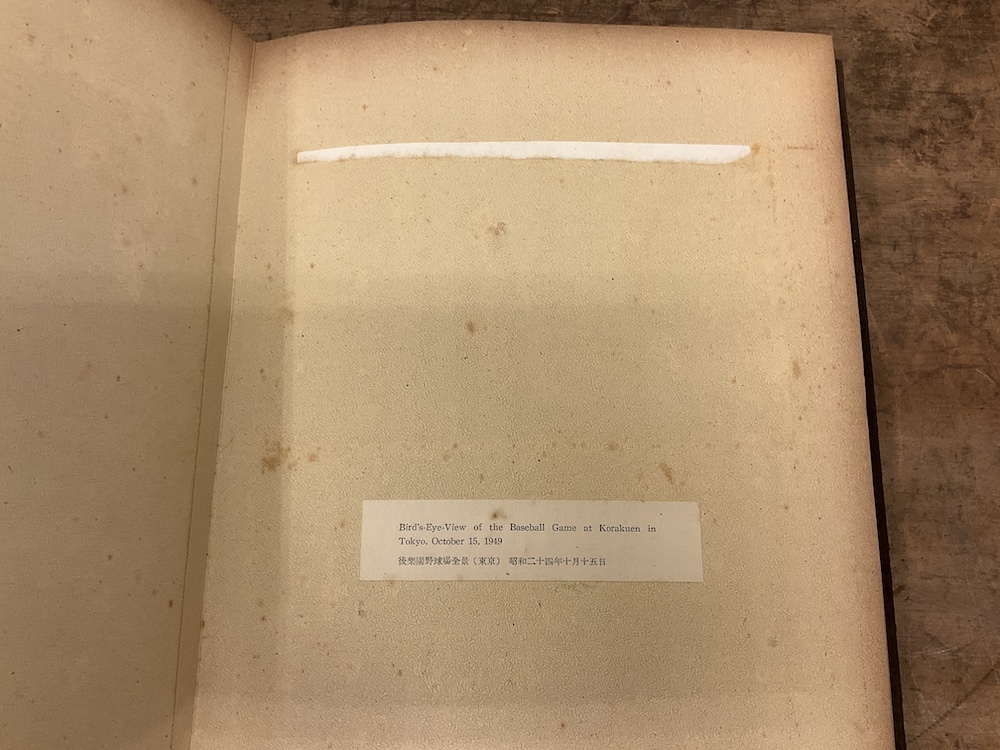 Bird's-Eye-View of the Baseball Game at Korakuen in
Tokyo, October 15, 1949
後樂園野球場全景（東京） 昭和二十四年十月十五日